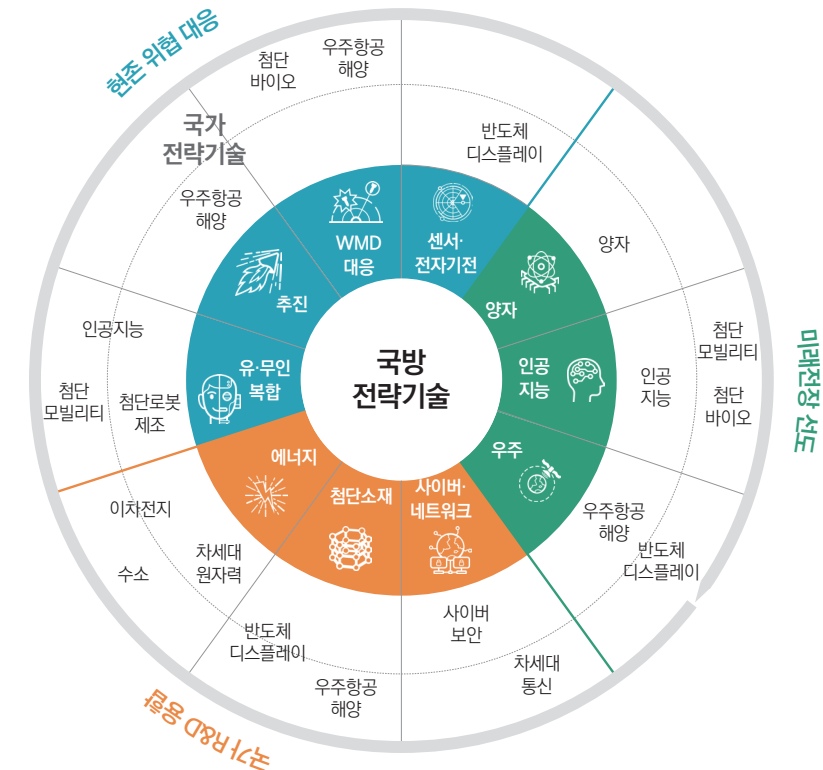 현존 위협 대응
우주항공
해양
첨단
바이오
국가
전략기술
반도체
디스플레이
우주항공
해양
WMD
대응
센서·
전자기전
양자
추진
양자
인공지능
유·무인
복합
국방
전략기술
인공
지능
인공
지능
첨단
모빌리티
첨단
바이오
미래전장 선도
첨단
모빌리티
첨단로봇
제조
에너지
첨단소재
사이버·
네트워크
우주
이차전지
수소
차세대
원자력
우주항공
해양
반도체
디스플레이
반도체
디스플레이
우주항공
해양
사이버
보안
차세대
통신
국가 R&D 융합